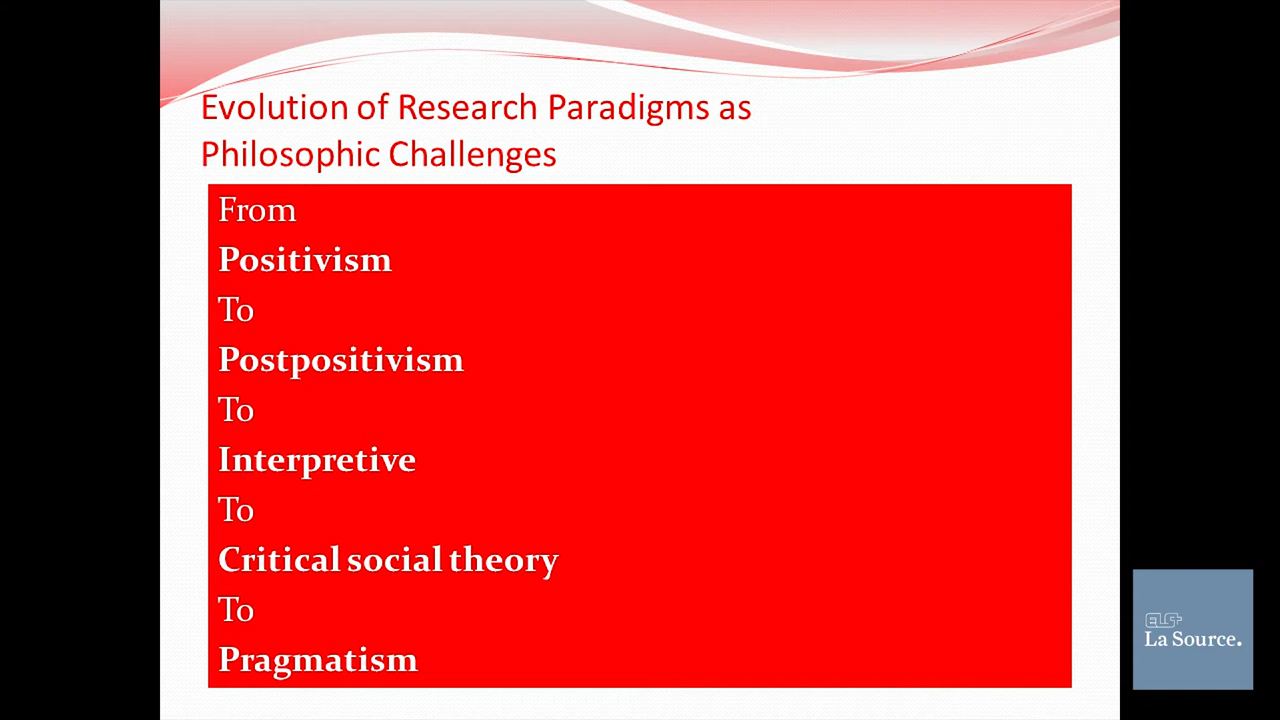 Evolution of Research Paradigms as
Philosophic Challenges
From
Positivism
To
Postpositivism
To
Interpretive
To
Critical social theory
To
Pragmatism
ELS+
La Source.